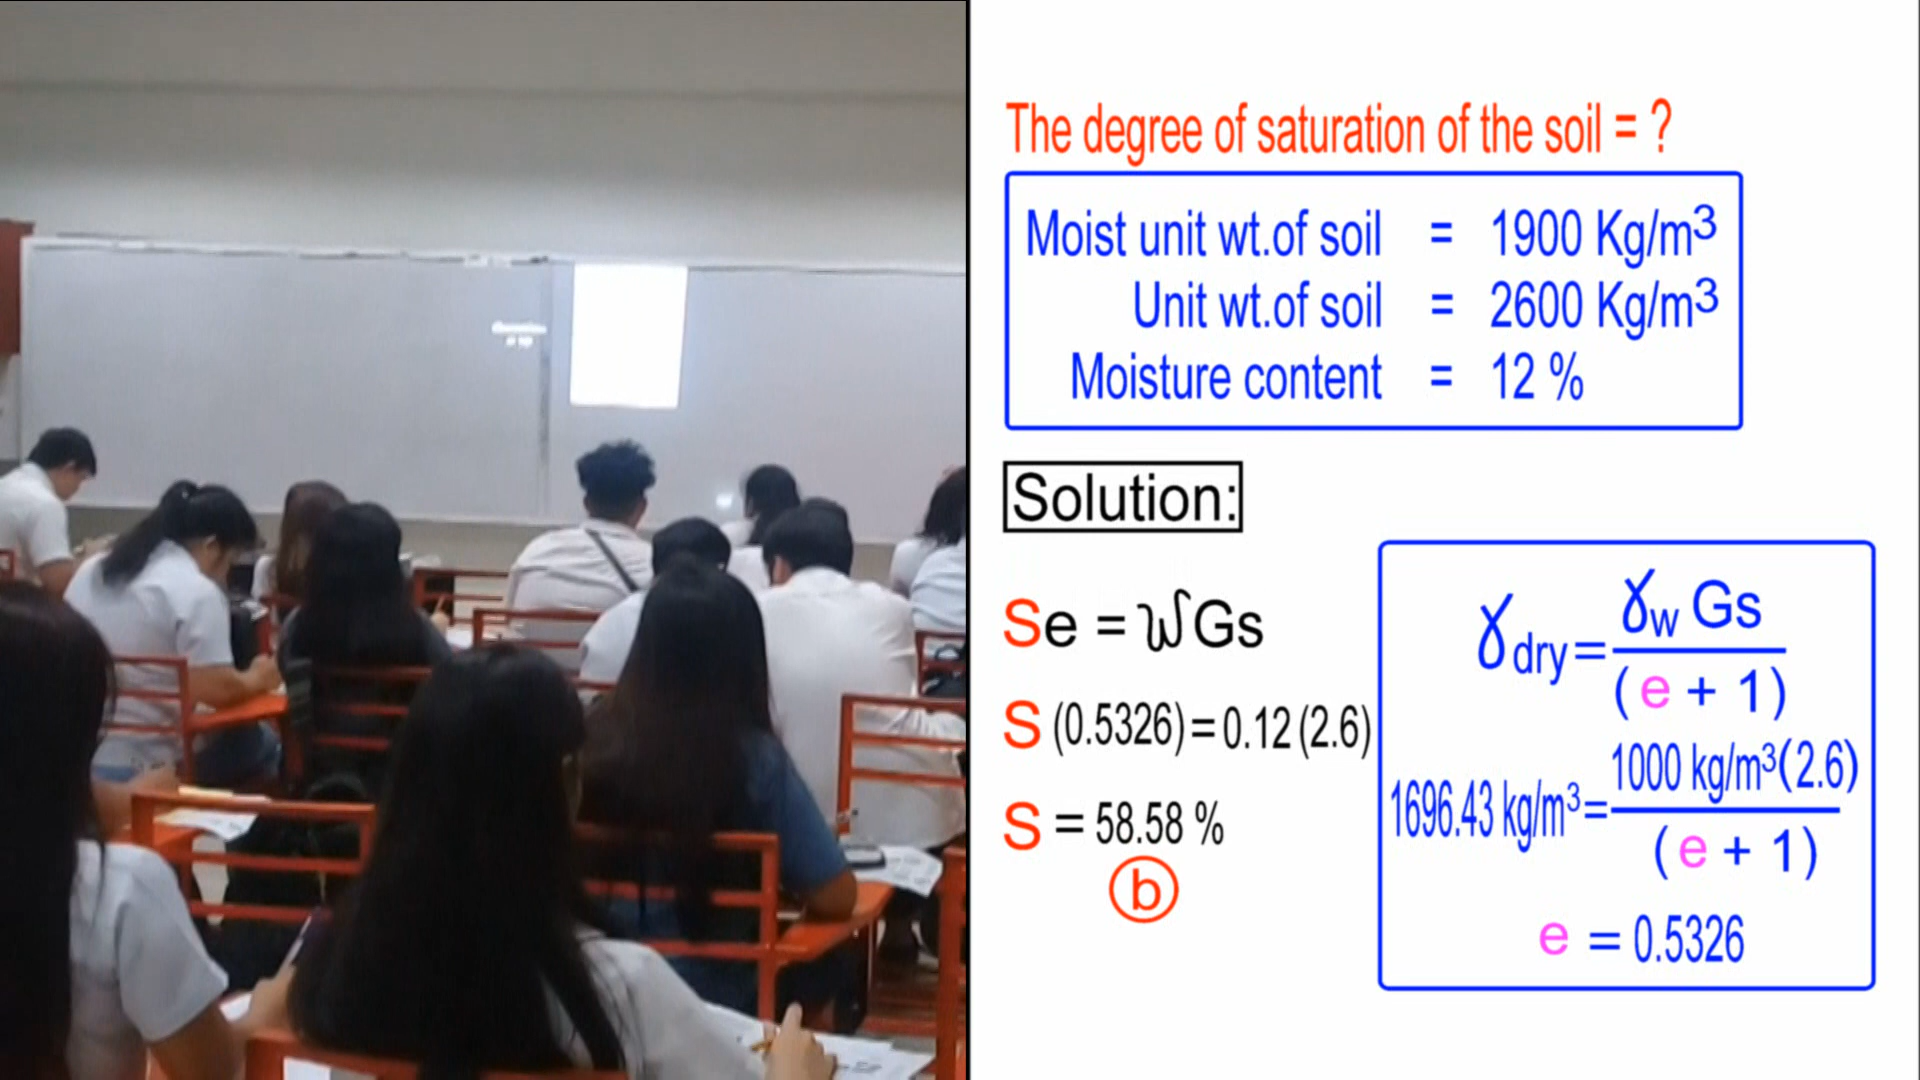 The degree of saturation of the soil = ?
Moist unit wt.of soil = 1900 Kg/m³
Unit wt.of soil = 2600 Kg/m³
Moisture content = 12 %
Solution:
Se = wGs
S (0.5326) = 0.12 (2.6)
S = 58.58 %
b
γdry = γw Gs / (e + 1)
1696.43 kg/m³ = 1000 kg/m³(2.6) / (e + 1)
e = 0.5326